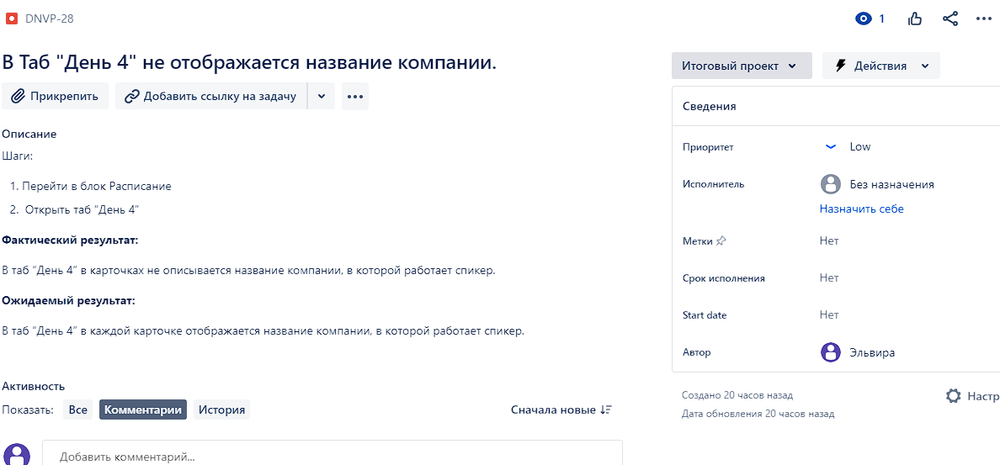 DNVP-28
1
В Таб "День 4" не отображается название компании.
Прикрепить
Добавить ссылку на задачу
Описание
Шаги:
1. Перейти в блок Расписание
2. Открыть таб “День 4”
Фактический результат:
В таб “День 4” в карточках не описывается название компании, в которой работает спикер.
Ожидаемый результат:
В таб “День 4” в каждой карточке отображается название компании, в которой работает спикер.
Активность
Показать:
Все
Комментарии
История
Сначала новые
Добавить комментарий...
Итоговый проект
Действия
Сведения
Приоритет
Low
Исполнитель
Без назначения
Назначить себе
Метки
Нет
Срок исполнения
Нет
Start date
Нет
Автор
Эльвира
Создано 20 часов назад
Настр
Дата обновления 20 часов назад